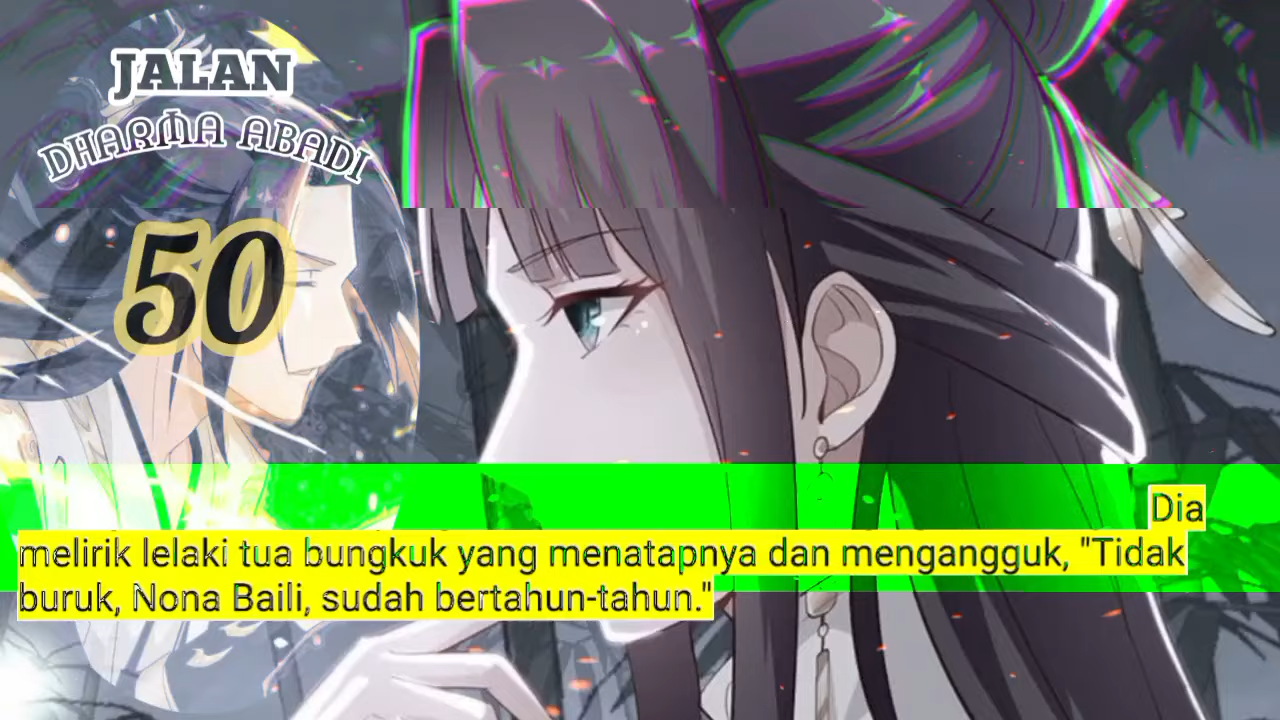 JALAN
DHARMA ABADI
50
Dia
melirik lelaki tua bungkuk yang menatapnya dan mengangguk, "Tidak
buruk, Nona Baili, sudah bertahun-tahun."